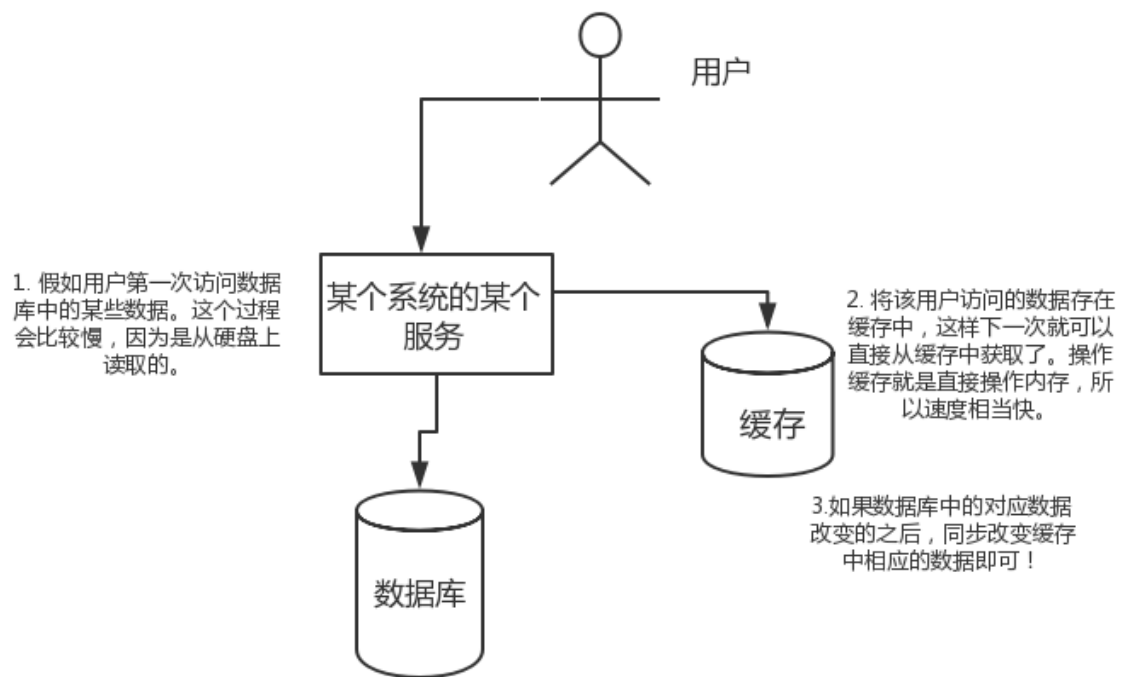 用户
1. 假如用户第一次访问数据
库中的某些数据。这个过程
会比较慢，因为是从硬盘上
读取的。
某个系统的某个
服务
2. 将该用户访问的数据存在
缓存中，这样下一次就可以
直接从缓存中获取了。操作
缓存就是直接操作内存，所
以速度相当快。
缓存
3.如果数据库中的对应数据
改变的之后，同步改变缓存
中相应的数据即可！
数据库